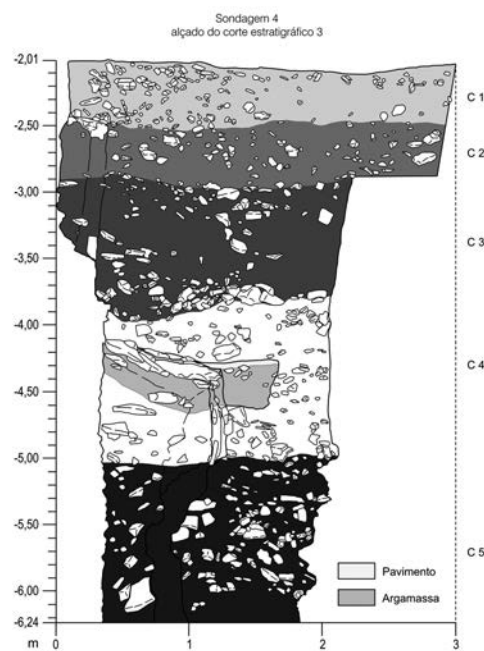 Sondagem 4
alçado do corte estratigráfico 3
-2,01
-2,50
-3,00
-3,50
-4,00
-4,50
-5,00
-5,50
-6,00
-6,24
m
0
1
2
3
C 1
C 2
C 3
C 4
C 5
Pavimento
Argamassa